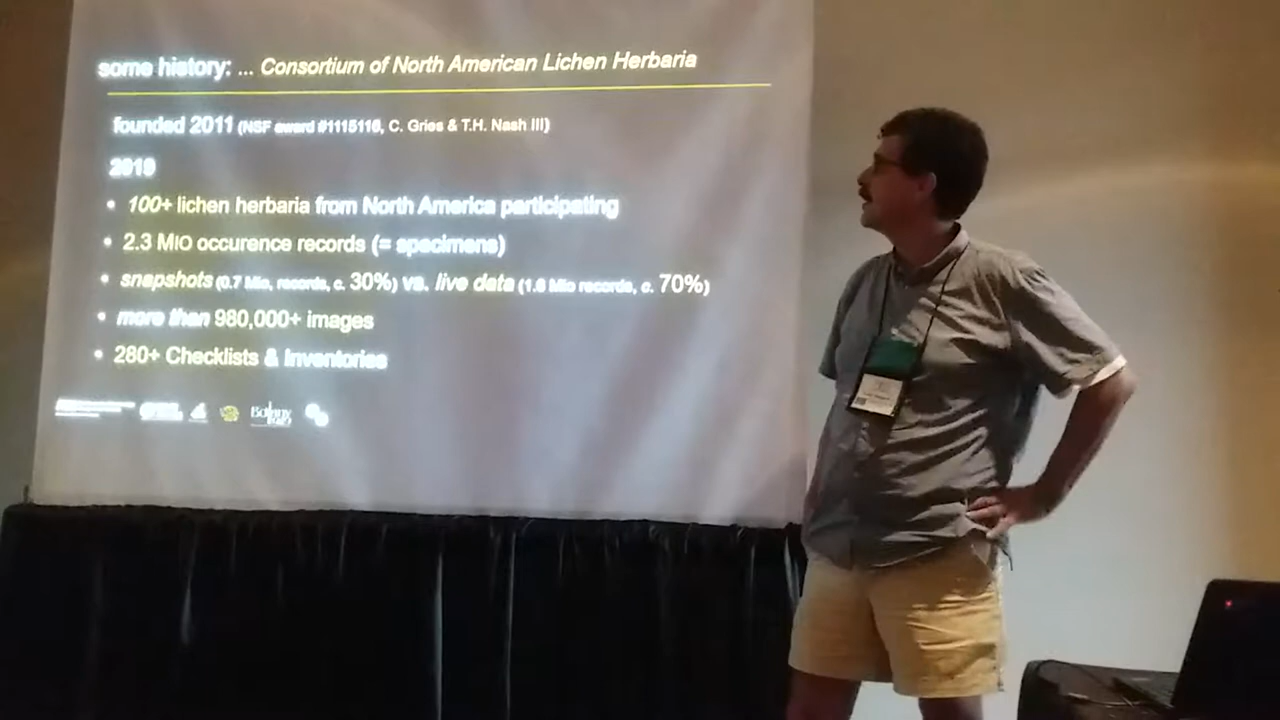 some history: ... Consortium of North American Lichen Herbaria
founded 2011 (NSF award #1115116, C. Gries & T.H. Nash III)
2019
• 100+ lichen herbaria from North America participating
• 2.3 Mio occurence records (= specimens)
• snapshots (0.7 Mio, records, c. 30%) vs. live data (1.6 Mio records, c. 70%)
• more than 980,000+ images
• 280+ Checklists & Inventories
Botany